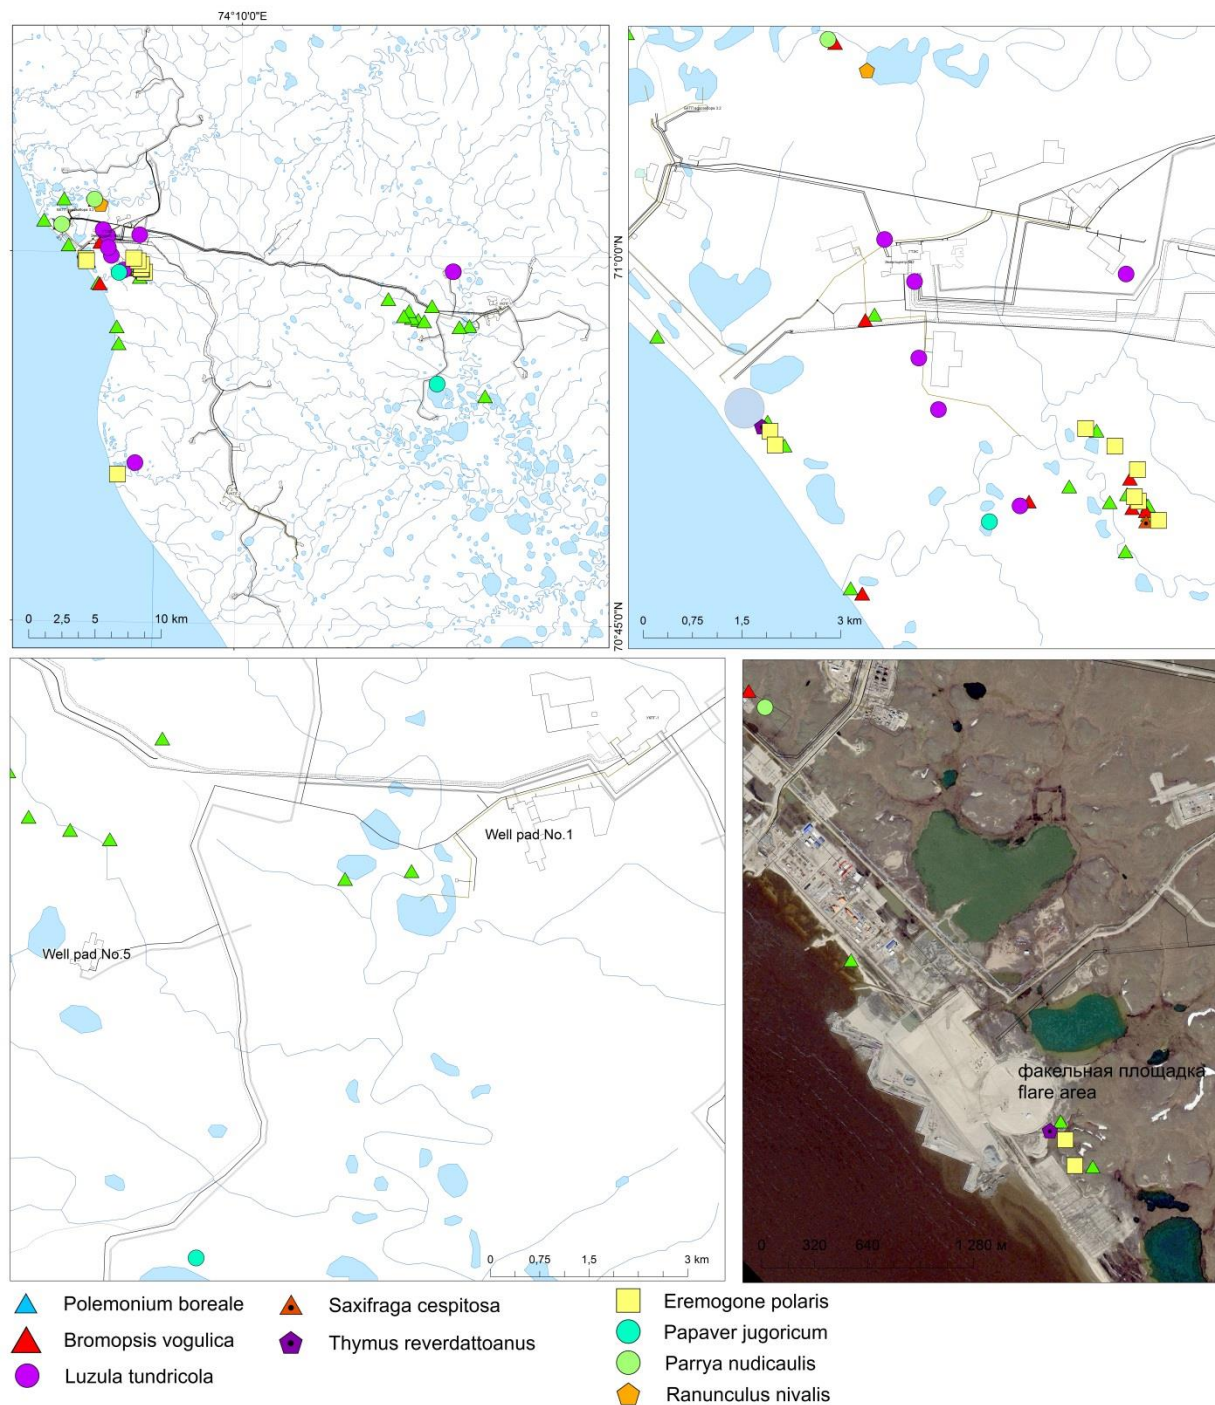 74°10'0"E
71°0'0"N
70°45'0"N
0 2,5 5 10 km
0 0,75 1,5 3 km
Well pad No.1
Well pad No.5
0 0,75 1,5 3 km
факельная площадка
flare area
0 320 640 1 280 м
Polemonium boreale
Bromopsis vogulica
Luzula tundricola
Saxifraga cespitosa
Thymus reverdattoanus
Eremogone polaris
Papaver jugoricum
Parrya nudicaulis
Ranunculus nivalis